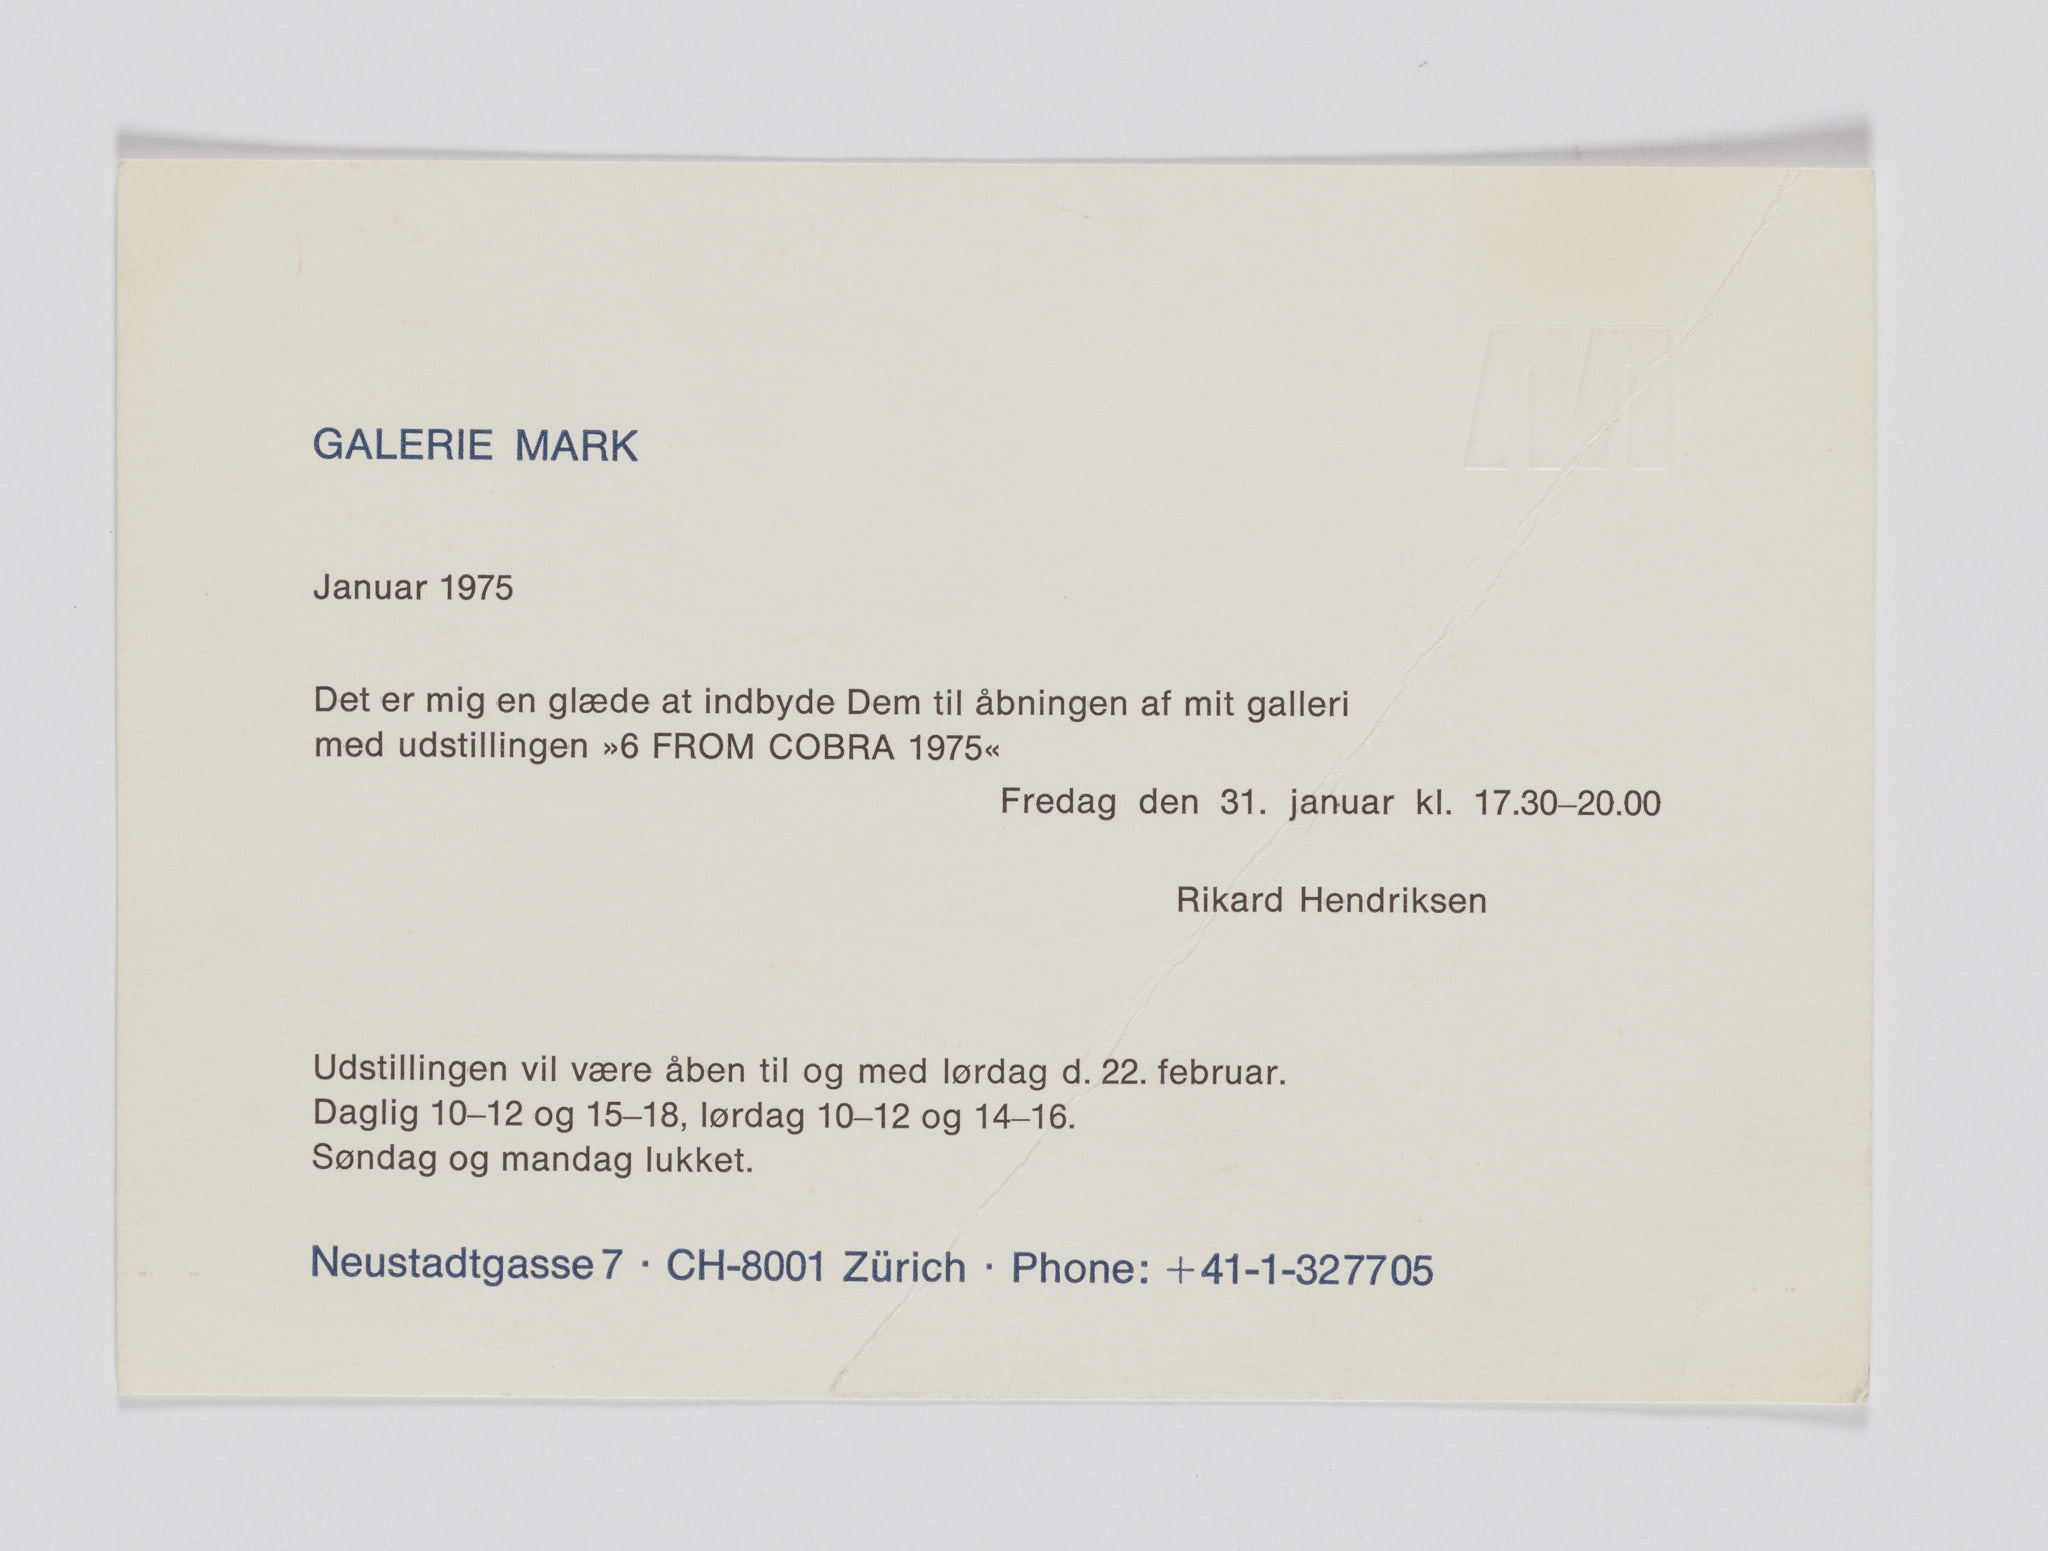 GALERIE MARK
Januar 1975
Det er mig en glæde at indbyde Dem til åbningen af mit galleri
med udstillingen »6 FROM COBRA 1975«
Fredag den 31. januar kl. 17.30–20.00
Rikard Hendriksen
Udstillingen vil være åben til og med lørdag d. 22. februar.
Daglig 10–12 og 15–18, lørdag 10–12 og 14–16.
Søndag og mandag lukket.
Neustadtgasse 7 · CH-8001 Zürich · Phone: +41-1-327705